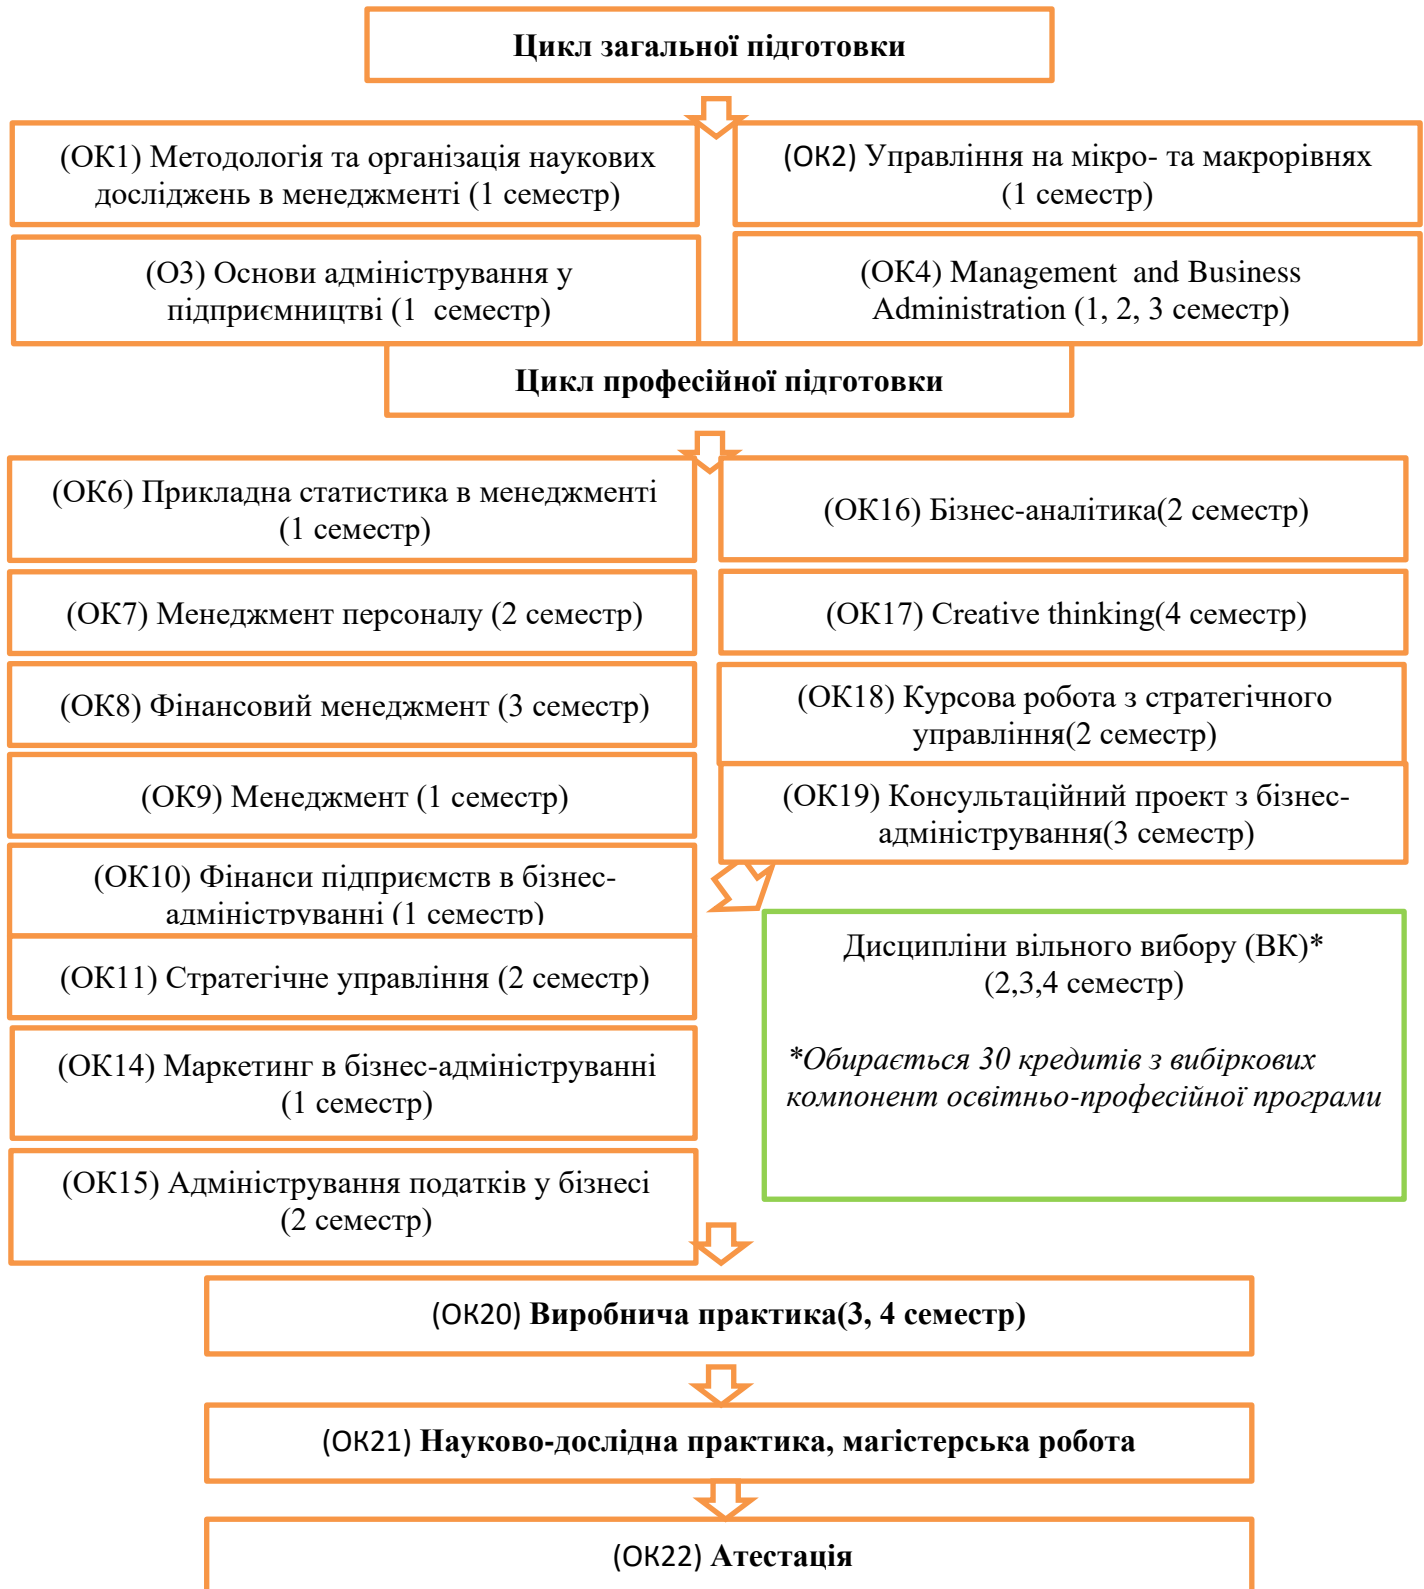 Цикл загальної підготовки
(ОК1) Методологія та організація наукових
досліджень в менеджменті (1 семестр)
(ОК2) Управління на мікро- та макрорівнях
(1 семестр)
(О3) Основи адміністрування у
підприємництві (1 семестр)
(ОК4) Management and Business
Administration (1, 2, 3 семестр)
Цикл професійної підготовки
(ОК6) Прикладна статистика в менеджменті
(1 семестр)
(ОК7) Менеджмент персоналу (2 семестр)
(ОК8) Фінансовий менеджмент (3 семестр)
(ОК9) Менеджмент (1 семестр)
(ОК10) Фінанси підприємств в бізнес-
адмініструванні (1 семестр)
(ОК11) Стратегічне управління (2 семестр)
(ОК14) Маркетинг в бізнес-адмініструванні
(1 семестр)
(ОК15) Адміністрування податків у бізнесі
(2 семестр)
(ОК16) Бізнес-аналітика(2 семестр)
(ОК17) Creative thinking(4 семестр)
(ОК18) Курсова робота з стратегічного
управління(2 семестр)
(ОК19) Консультаційний проект з бізнес-
адміністрування(3 семестр)
Дисципліни вільного вибору (ВК)*
(2,3,4 семестр)
*Обирається 30 кредитів з вибіркових
компонент освітньо-професійної програми
(ОК20) Виробнича практика(3, 4 семестр)
(ОК21) Науково-дослідна практика, магістерська робота
(ОК22) Атестація